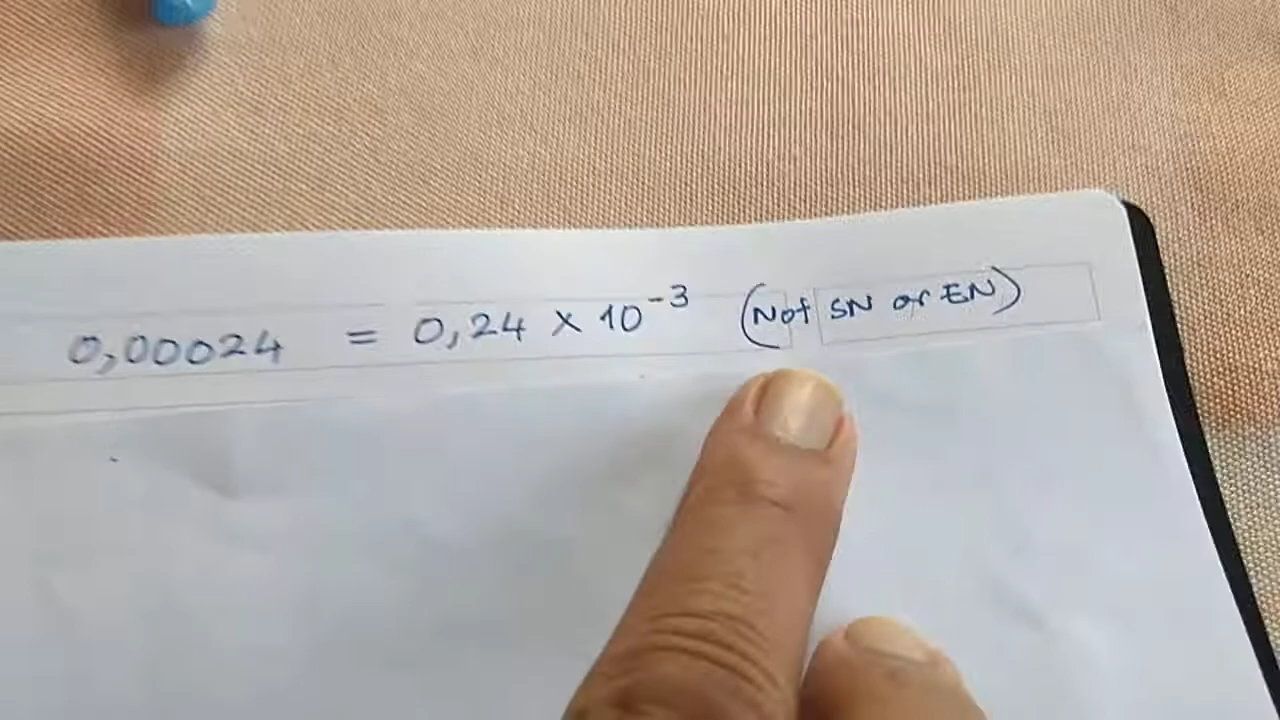 0,00024 = 0,24 × 10⁻³ (Not SN or EN)